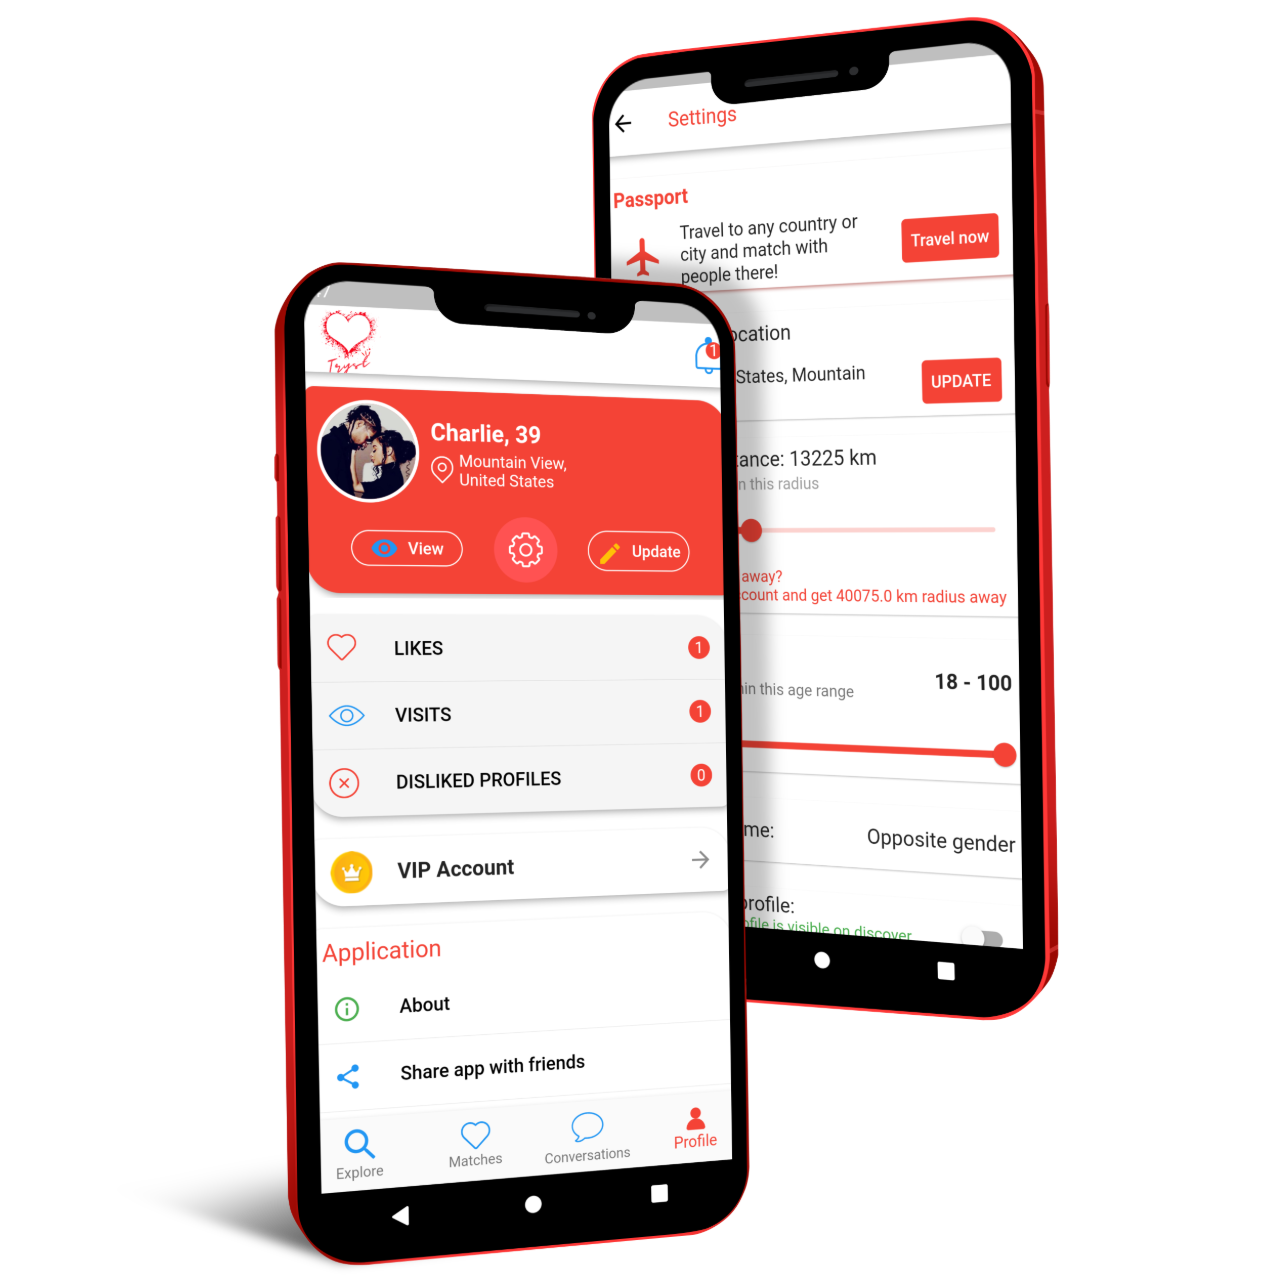 Settings
Passport
Travel to any country or
city and match with
people there!
Travel now
ocation
States, Mountain
UPDATE
tance: 13225 km
n this radius
away?
count and get 40075.0 km radius away
18 - 100
in this age range
me:
Opposite gender
rofile:
ofile is visible on discover
Tryst
1
Charlie, 39
Mountain View,
United States
View
Update
LIKES
1
VISITS
1
DISLIKED PROFILES
0
VIP Account
Application
About
Share app with friends
Explore
Matches
Conversations
Profile